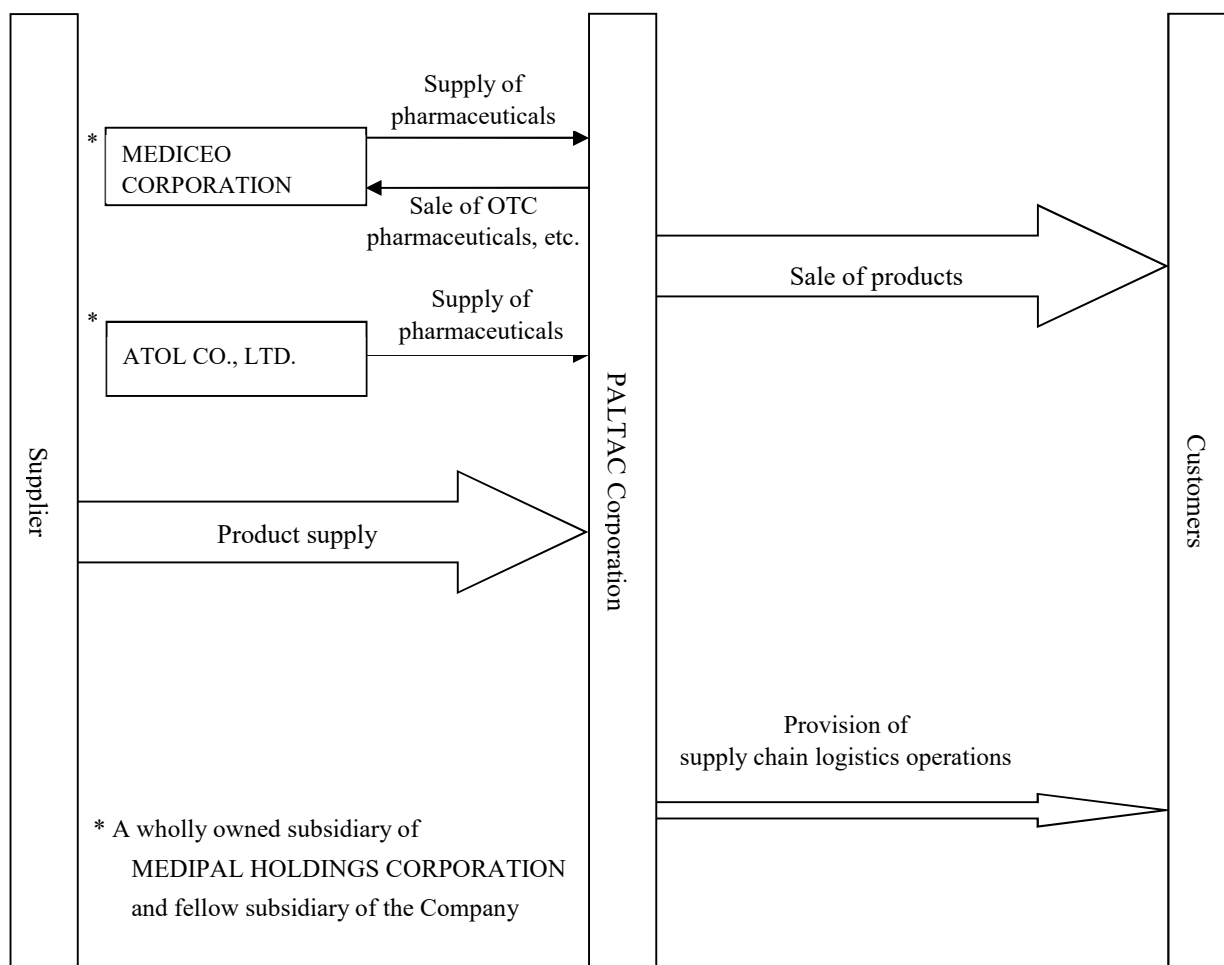 Supply of
pharmaceuticals
*
MEDICEO
CORPORATION
Sale of OTC
pharmaceuticals, etc.
Sale of products
Supply of
pharmaceuticals
*
ATOL CO., LTD.
Supplier
PALTAC Corporation
Customers
Product supply
Provision of
supply chain logistics operations
* A wholly owned subsidiary of
MEDIPAL HOLDINGS CORPORATION
and fellow subsidiary of the Company